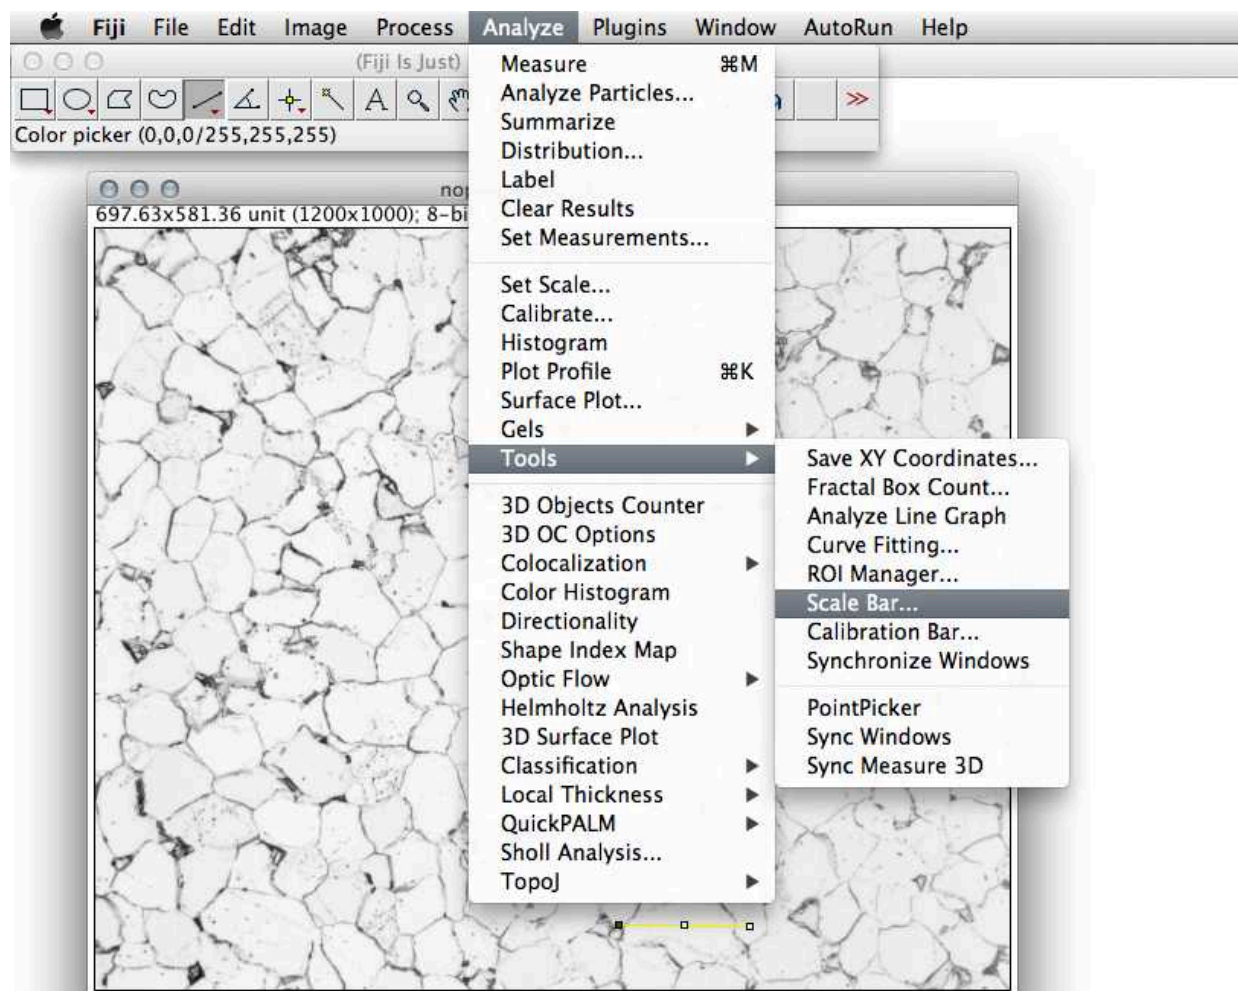 Fiji File Edit Image Process Analyze Plugins Window AutoRun Help
(Fiji Is Just)
A
>>
Color picker (0,0,0/255,255,255)
697.63x581.36 unit (1200x1000); 8-bi
Measure ⌘M
Analyze Particles...
Summarize
Distribution...
Label
Clear Results
Set Measurements...
Set Scale...
Calibrate...
Histogram
Plot Profile ⌘K
Surface Plot...
Gels
Tools
3D Objects Counter
3D OC Options
Colocalization
Color Histogram
Directionality
Shape Index Map
Optic Flow
Helmholtz Analysis
3D Surface Plot
Classification
Local Thickness
QuickPALM
Sholl Analysis...
TopoJ
Save XY Coordinates...
Fractal Box Count...
Analyze Line Graph
Curve Fitting...
ROI Manager...
Scale Bar...
Calibration Bar...
Synchronize Windows
PointPicker
Sync Windows
Sync Measure 3D